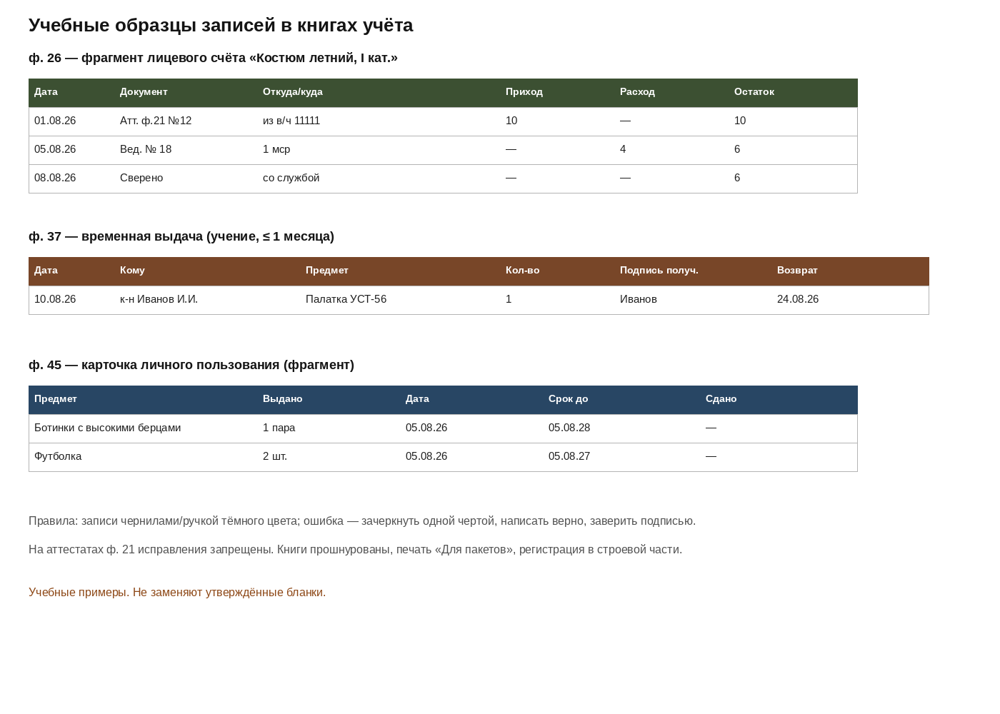 Учебные образцы записей в книгах учёта
ф. 26 — фрагмент лицевого счёта «Костюм летний, I кат.»
Дата Документ Откуда/куда Приход Расход Остаток
01.08.26 Атт. ф.21 №12 из в/ч 11111 10 — 10
05.08.26 Вед. № 18 1 мср — 4 6
08.08.26 Сверено со службой — — 6
ф. 37 — временная выдача (учение, ≤ 1 месяца)
Дата Кому Предмет Кол-во Подпись получ. Возврат
10.08.26 к-н Иванов И.И. Палатка УСТ-56 1 Иванов 24.08.26
ф. 45 — карточка личного пользования (фрагмент)
Предмет Выдано Дата Срок до Сдано
Ботинки с высокими берцами 1 пара 05.08.26 05.08.28 —
Футболка 2 шт. 05.08.26 05.08.27 —
Правила: записи чернилами/ручкой тёмного цвета; ошибка — зачеркнуть одной чертой, написать верно, заверить подписью.
На аттестатах ф. 21 исправления запрещены. Книги прошнурованы, печать «Для пакетов», регистрация в строевой части.
Учебные примеры. Не заменяют утверждённые бланки.